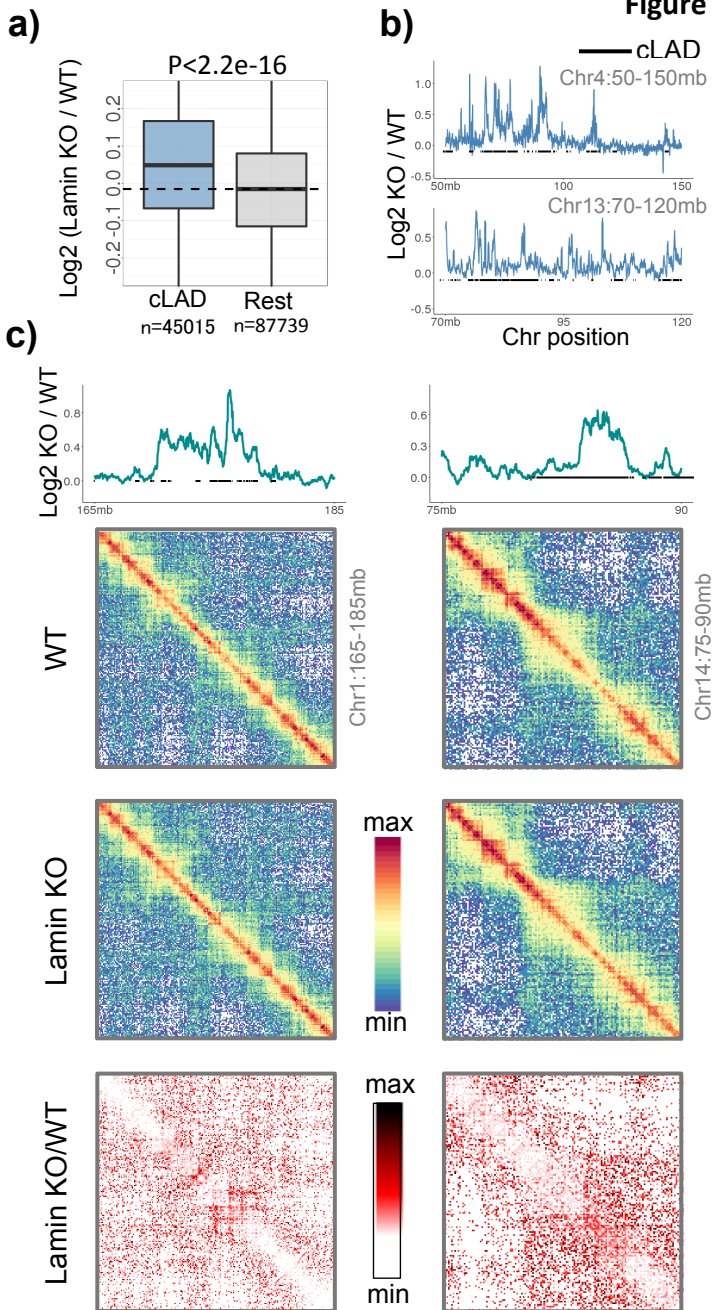 Figure
a)
P<2.2e-16
Log2 (Lamin KO / WT)
0.2
0.1
0.0
-0.1
-0.2
cLAD
Rest
n=45015
n=87739
b)
cLAD
Chr4:50-150mb
Log2 KO / WT
1.0
0.5
0.0
-0.5
50mb
100
150
Chr13:70-120mb
0.5
0.0
-0.5
70mb
95
120
Chr position
c)
Log2 KO / WT
0.8
0.4
0.0
165mb
185
0.6
0.3
0.0
75mb
90
WT
Chr1:165-185mb
Chr14:75-90mb
Lamin KO
max
min
Lamin KO/WT
max
min